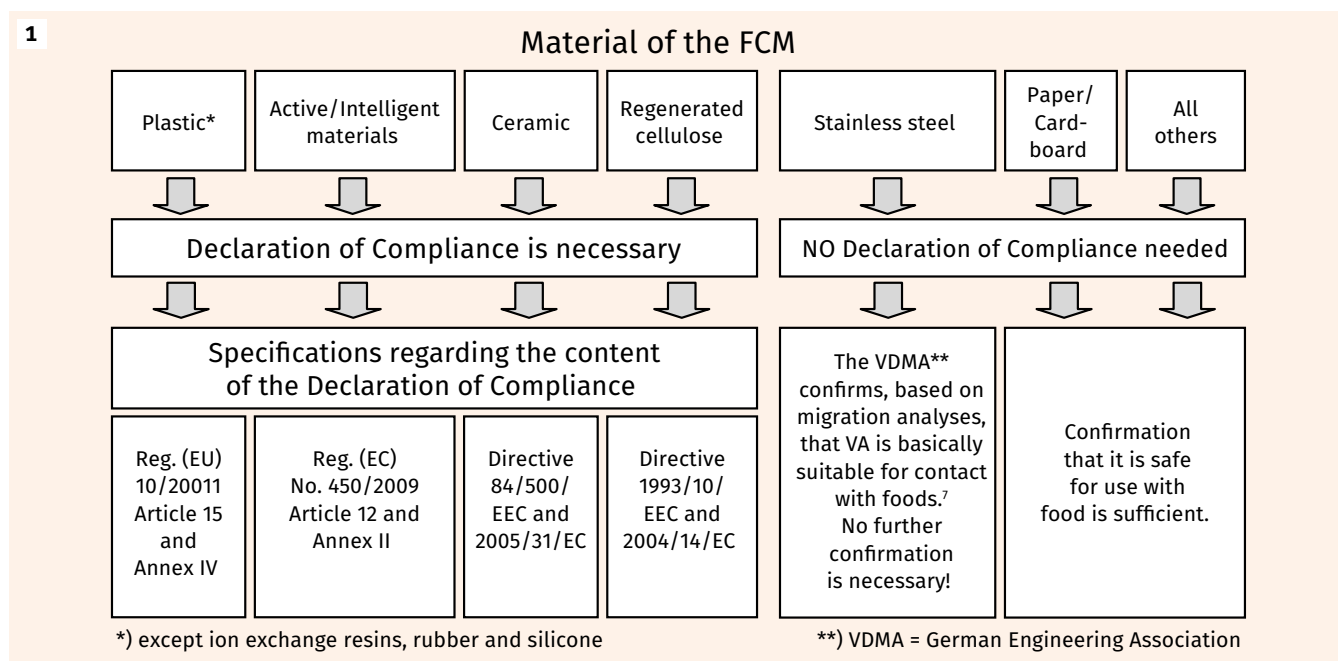 1
Material of the FCM
Plastic*
Active/Intelligent
materials
Ceramic
Regenerated
cellulose
Stainless steel
Paper/
Card-
board
All
others
Declaration of Compliance is necessary
NO Declaration of Compliance needed
Specifications regarding the content
of the Declaration of Compliance
Reg. (EU)
10/20011
Article 15
and
Annex IV
Reg. (EC)
No. 450/2009
Article 12 and
Annex II
Directive
84/500/
EEC and
2005/31/EC
Directive
1993/10/
EEC and
2004/14/EC
The VDMA**
confirms, based on
migration analyses,
that VA is basically
suitable for contact
with foods.7
No further
confirmation
is necessary!
Confirmation
that it is safe
for use with
food is sufficient.
*) except ion exchange resins, rubber and silicone
**) VDMA = German Engineering Association